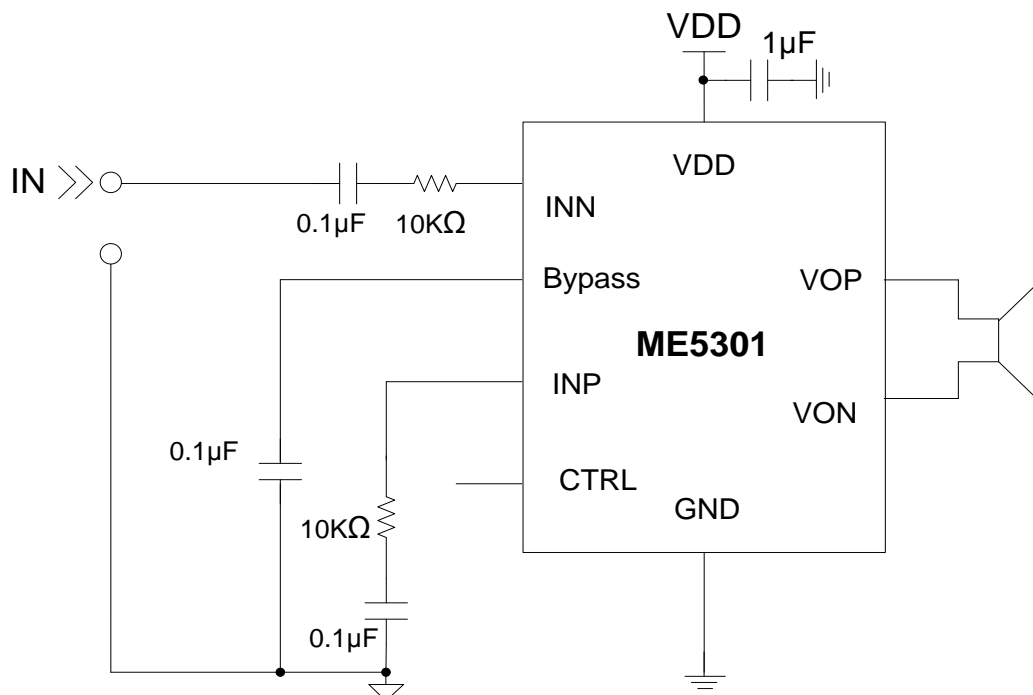 VDD
1µF
VDD
IN
INN
0.1µF
10KΩ
Bypass
VOP
ME5301
INP
VON
0.1µF
CTRL
GND
10KΩ
0.1µF